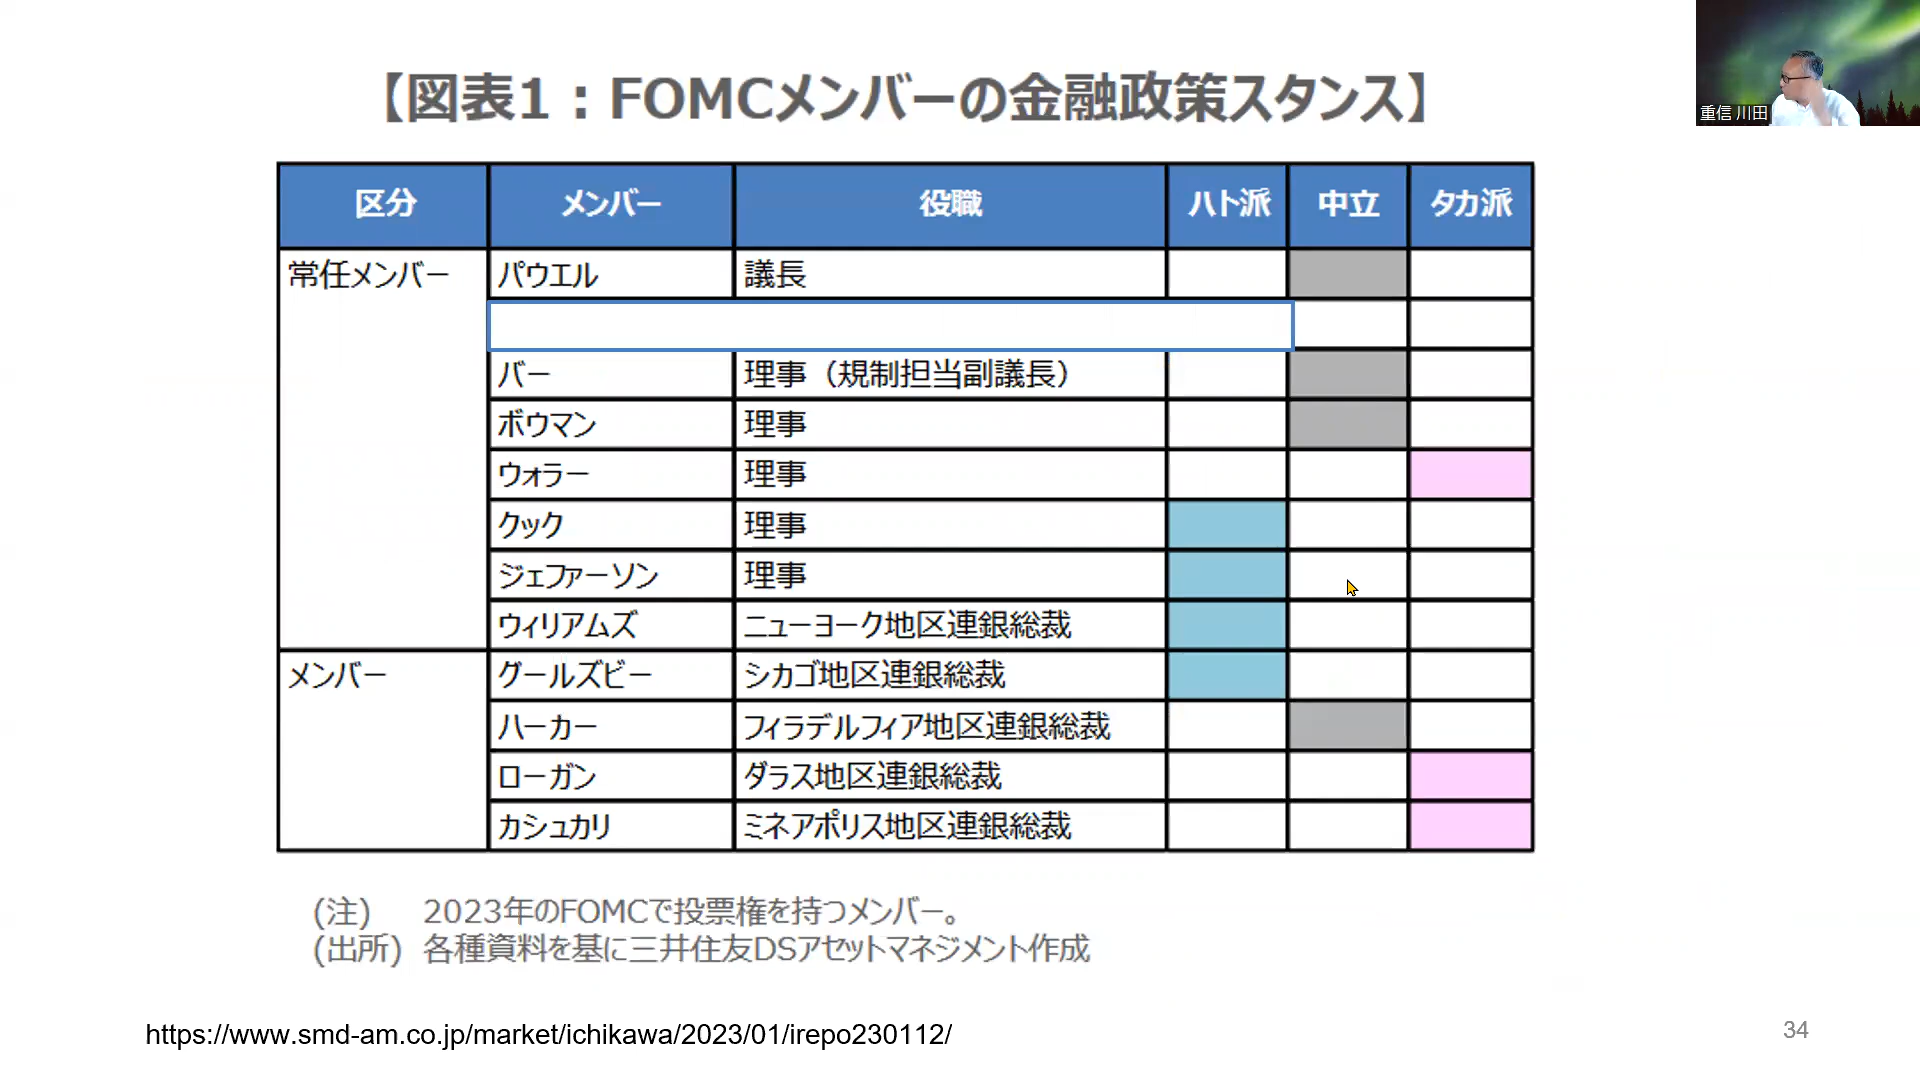 【図表1：FOMCメンバーの金融政策スタンス】
重信 川田
区分 メンバー 役職 ハト派 中立 タカ派
常任メンバー パウエル 議長
バー 理事（規制担当副議長）
ボウマン 理事
ウォラー 理事
クック 理事
ジェファーソン 理事
ウィリアムズ ニューヨーク地区連銀総裁
メンバー グールズビー シカゴ地区連銀総裁
ハーカー フィラデルフィア地区連銀総裁
ローガン ダラス地区連銀総裁
カシュカリ ミネアポリス地区連銀総裁
(注) 2023年のFOMCで投票権を持つメンバー。
(出所) 各種資料を基に三井住友DSアセットマネジメント作成
https://www.smd-am.co.jp/market/ichikawa/2023/01/irepo230112/
34